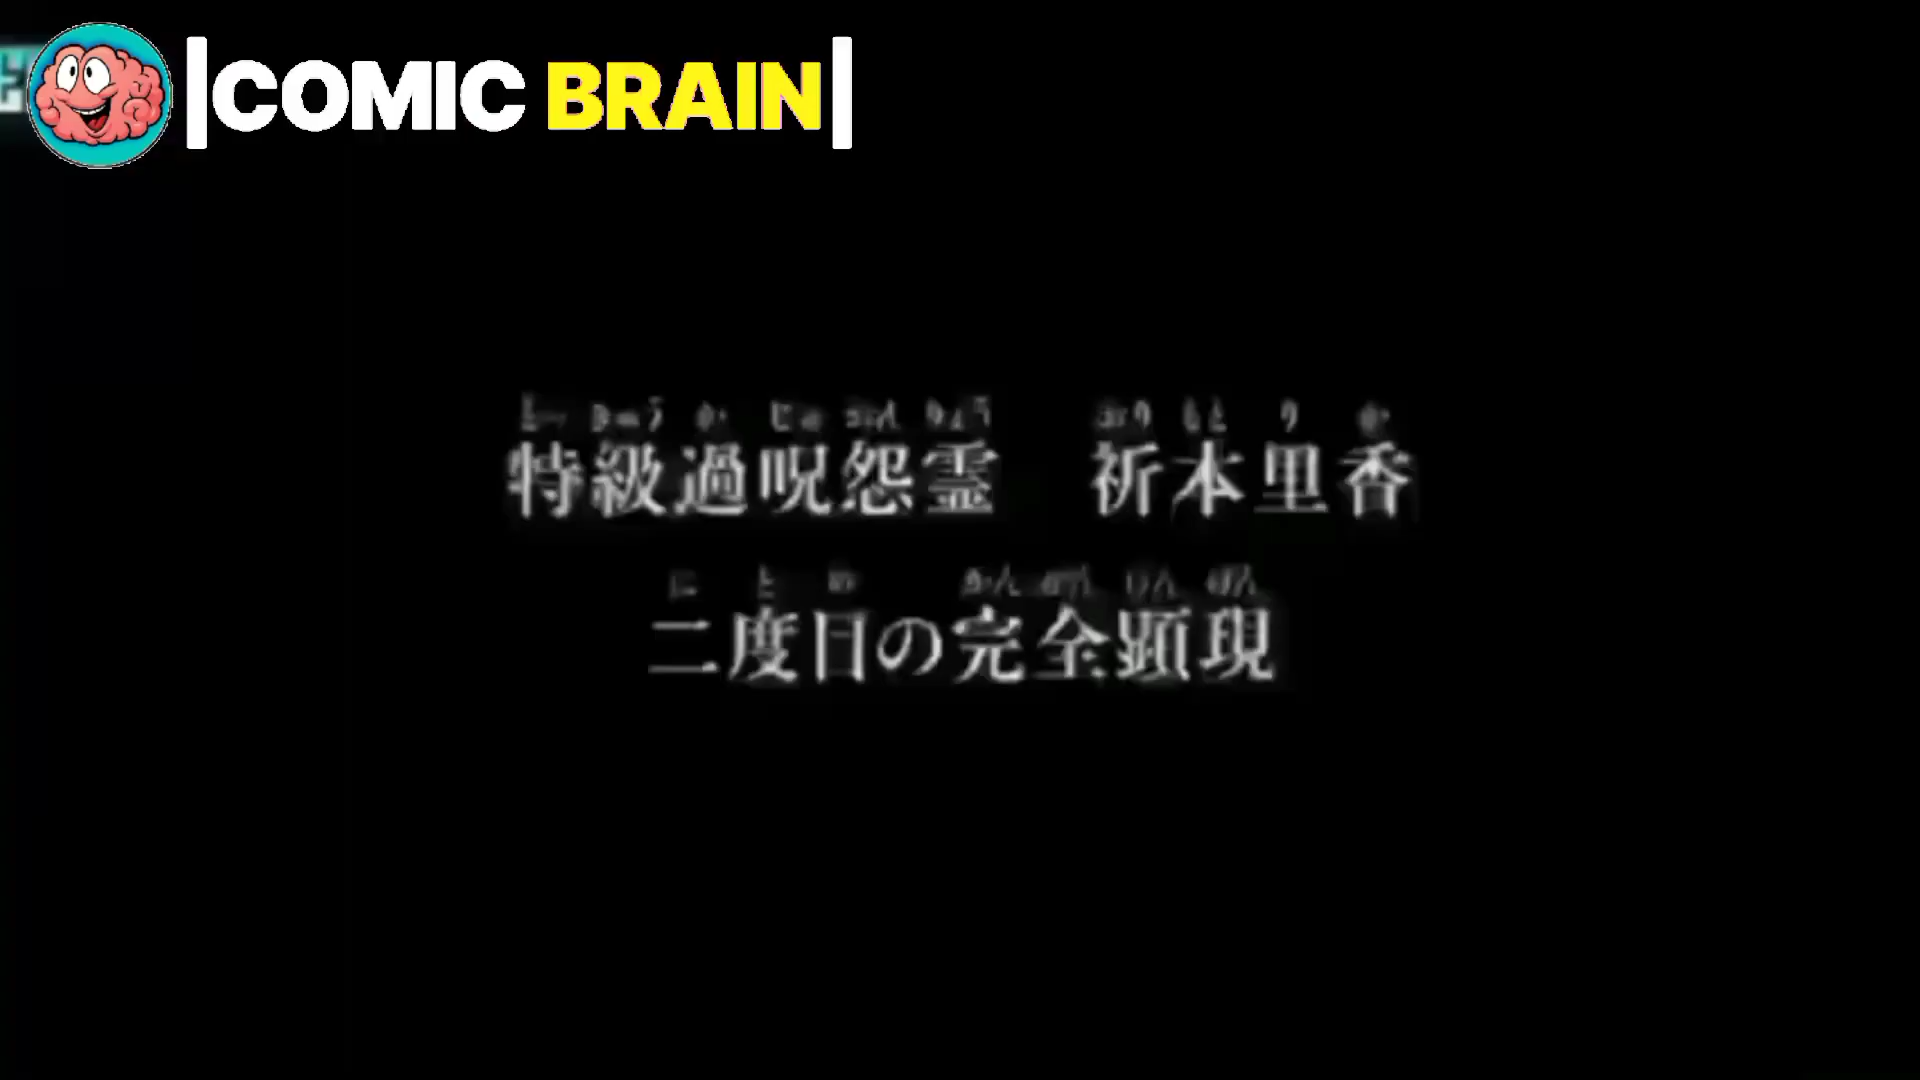 |COMIC BRAIN|
とっ きゅう か じゅ おん りょう おり もと り か
特級過呪怨霊 祈本里香
に ど め かん ぜん けん げん
二度目の完全顕現